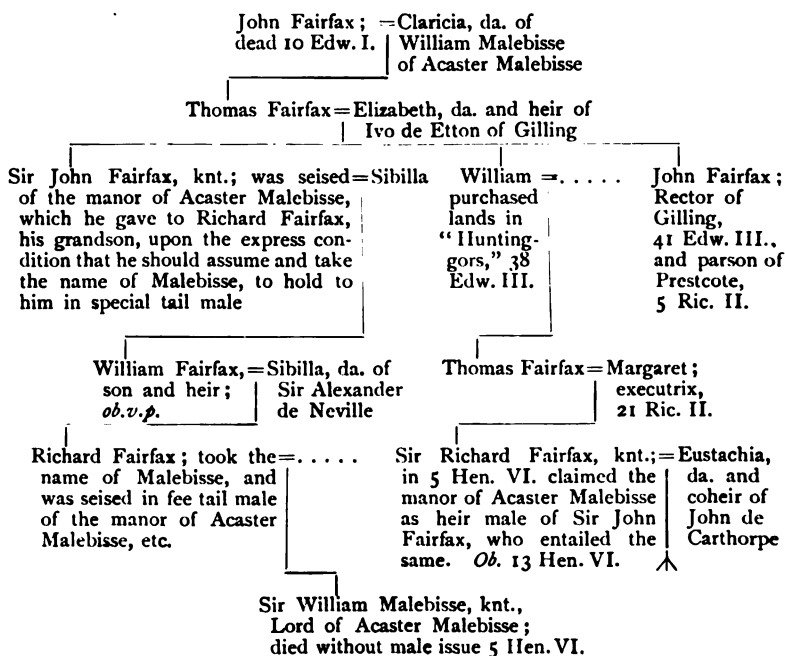 John Fairfax; = Claricia, da. of
dead 10 Edw. I. William Malebisse
of Acaster Malebisse
Thomas Fairfax = Elizabeth, da. and heir of
Ivo de Etton of Gilling
Sir John Fairfax, knt.; was seised = Sibilla
of the manor of Acaster Malebisse,
which he gave to Richard Fairfax,
his grandson, upon the express con-
dition that he should assume and take
the name of Malebisse, to hold to
him in special tail male
William = . . . . .
purchased
lands in
"Hunting-
gors," 38
Edw. III.
John Fairfax;
Rector of
Gilling,
41 Edw. III.,
and parson of
Prestcote,
5 Ric. II.
William Fairfax, = Sibilla, da. of
son and heir; Sir Alexander
ob.v.p. de Neville
Thomas Fairfax = Margaret;
executrix,
21 Ric. II.
Richard Fairfax; took the = . . . . .
name of Malebisse, and
was seised in fee tail male
of the manor of Acaster
Malebisse, etc.
Sir Richard Fairfax, knt.; = Eustachia,
in 5 Hen. VI. claimed the da. and
manor of Acaster Malebisse coheir of
as heir male of Sir John John de
Fairfax, who entailed the Carthorpe
same. Ob. 13 Hen. VI.
Sir William Malebisse, knt.,
Lord of Acaster Malebisse;
died without male issue 5 Hen. VI.